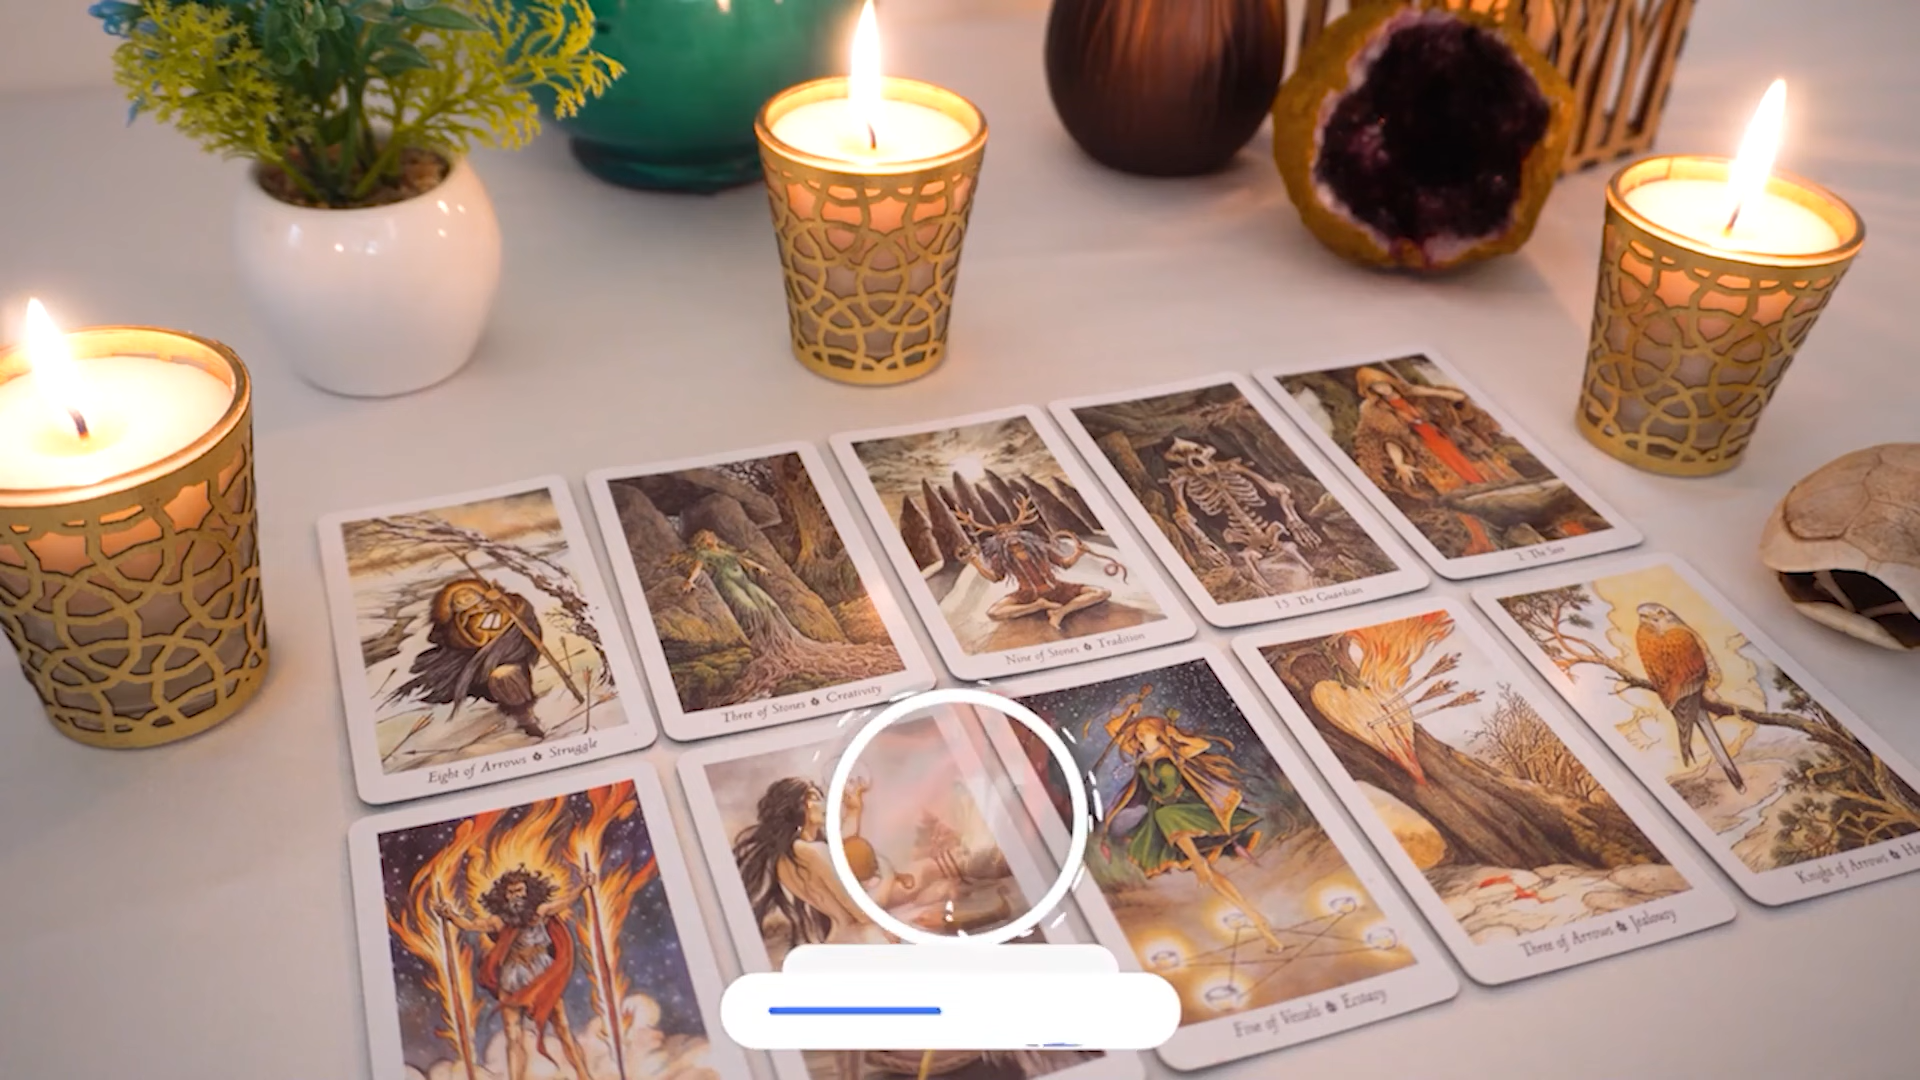 2 The Seer
15 The Guardian
Nine of Stones Tradition
Three of Stones Creativity
Eight of Arrows Struggle
Knight of Arrows
Three of Arrows Jealousy
Five of Vessels Ecstasy